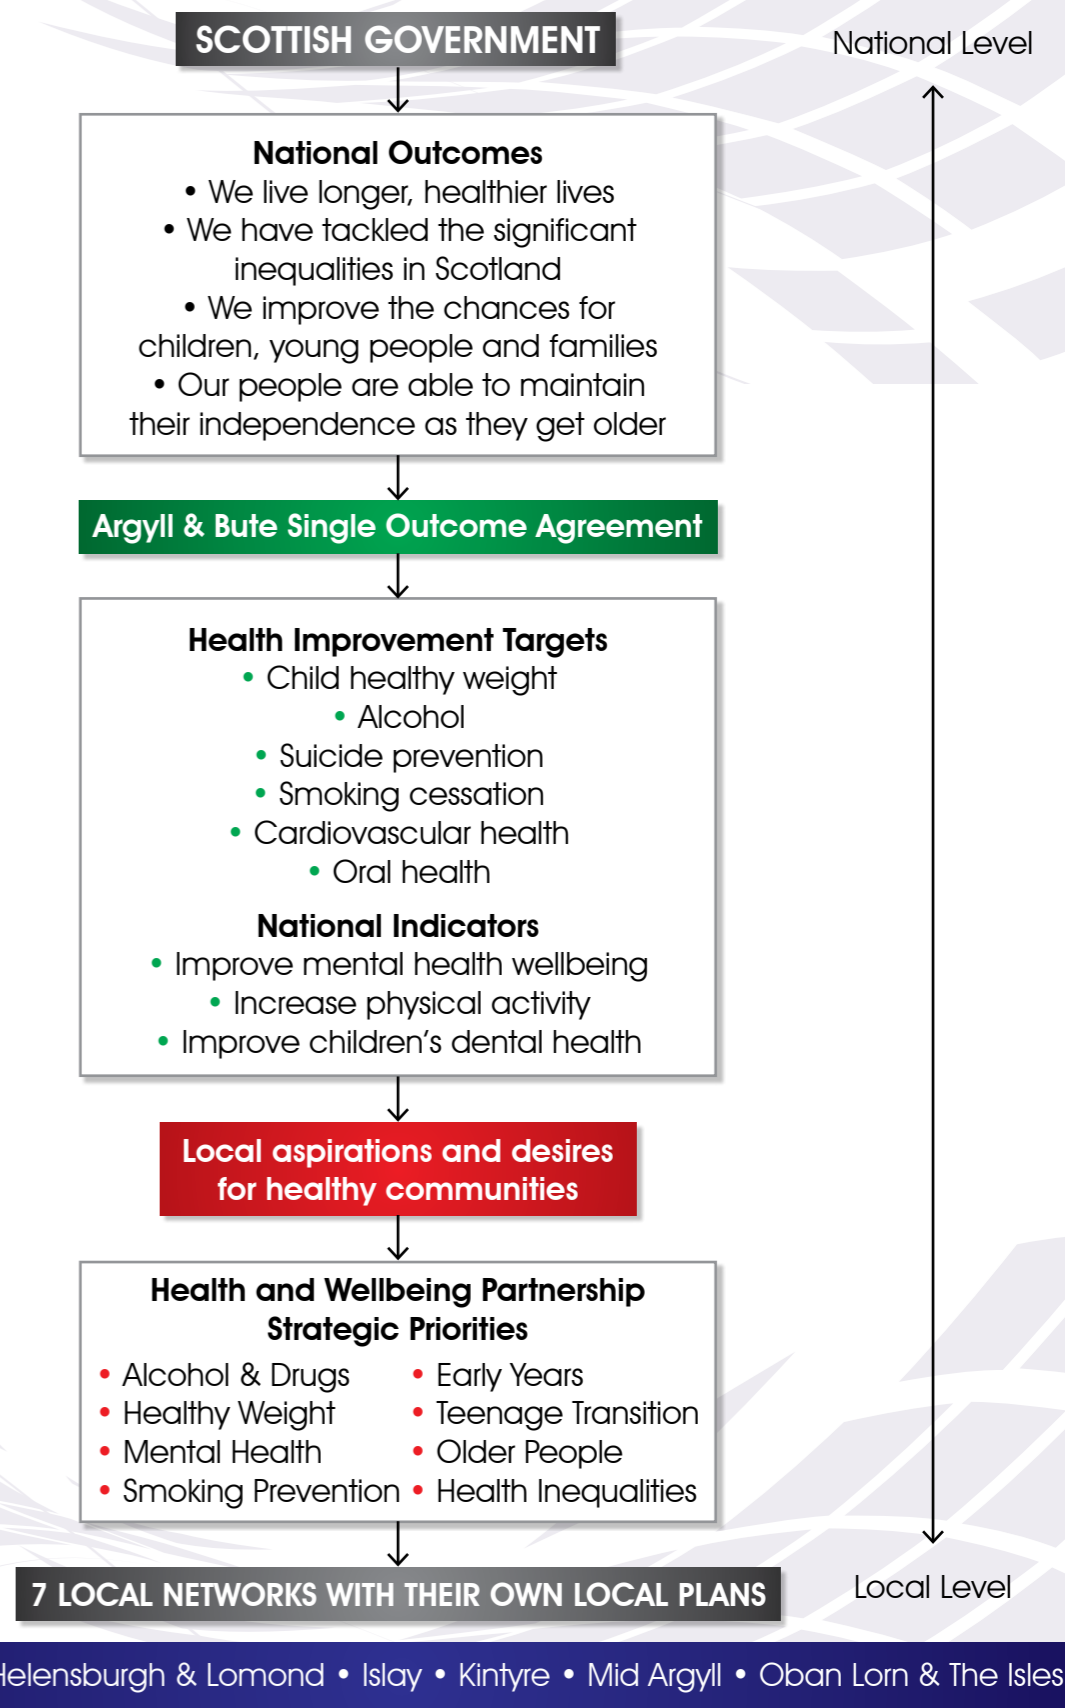 SCOTTISH GOVERNMENT
National Level
National Outcomes
• We live longer, healthier lives
• We have tackled the significant
inequalities in Scotland
• We improve the chances for
children, young people and families
• Our people are able to maintain
their independence as they get older
Argyll & Bute Single Outcome Agreement
Health Improvement Targets
• Child healthy weight
• Alcohol
• Suicide prevention
• Smoking cessation
• Cardiovascular health
• Oral health
National Indicators
• Improve mental health wellbeing
• Increase physical activity
• Improve children's dental health
Local aspirations and desires
for healthy communities
Health and Wellbeing Partnership
Strategic Priorities
• Alcohol & Drugs
• Healthy Weight
• Mental Health
• Smoking Prevention
• Early Years
• Teenage Transition
• Older People
• Health Inequalities
7 LOCAL NETWORKS WITH THEIR OWN LOCAL PLANS
Local Level
Helensburgh & Lomond • Islay • Kintyre • Mid Argyll • Oban Lorn & The Isles